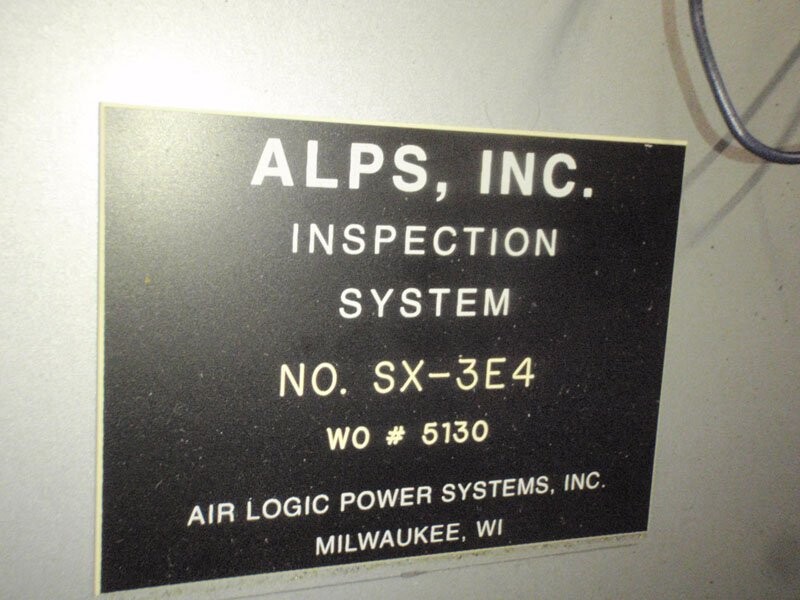 ALPS, INC.
INSPECTION
SYSTEM
NO. SX-3E4
WO # 5130
AIR LOGIC POWER SYSTEMS, INC.
MILWAUKEE, WI